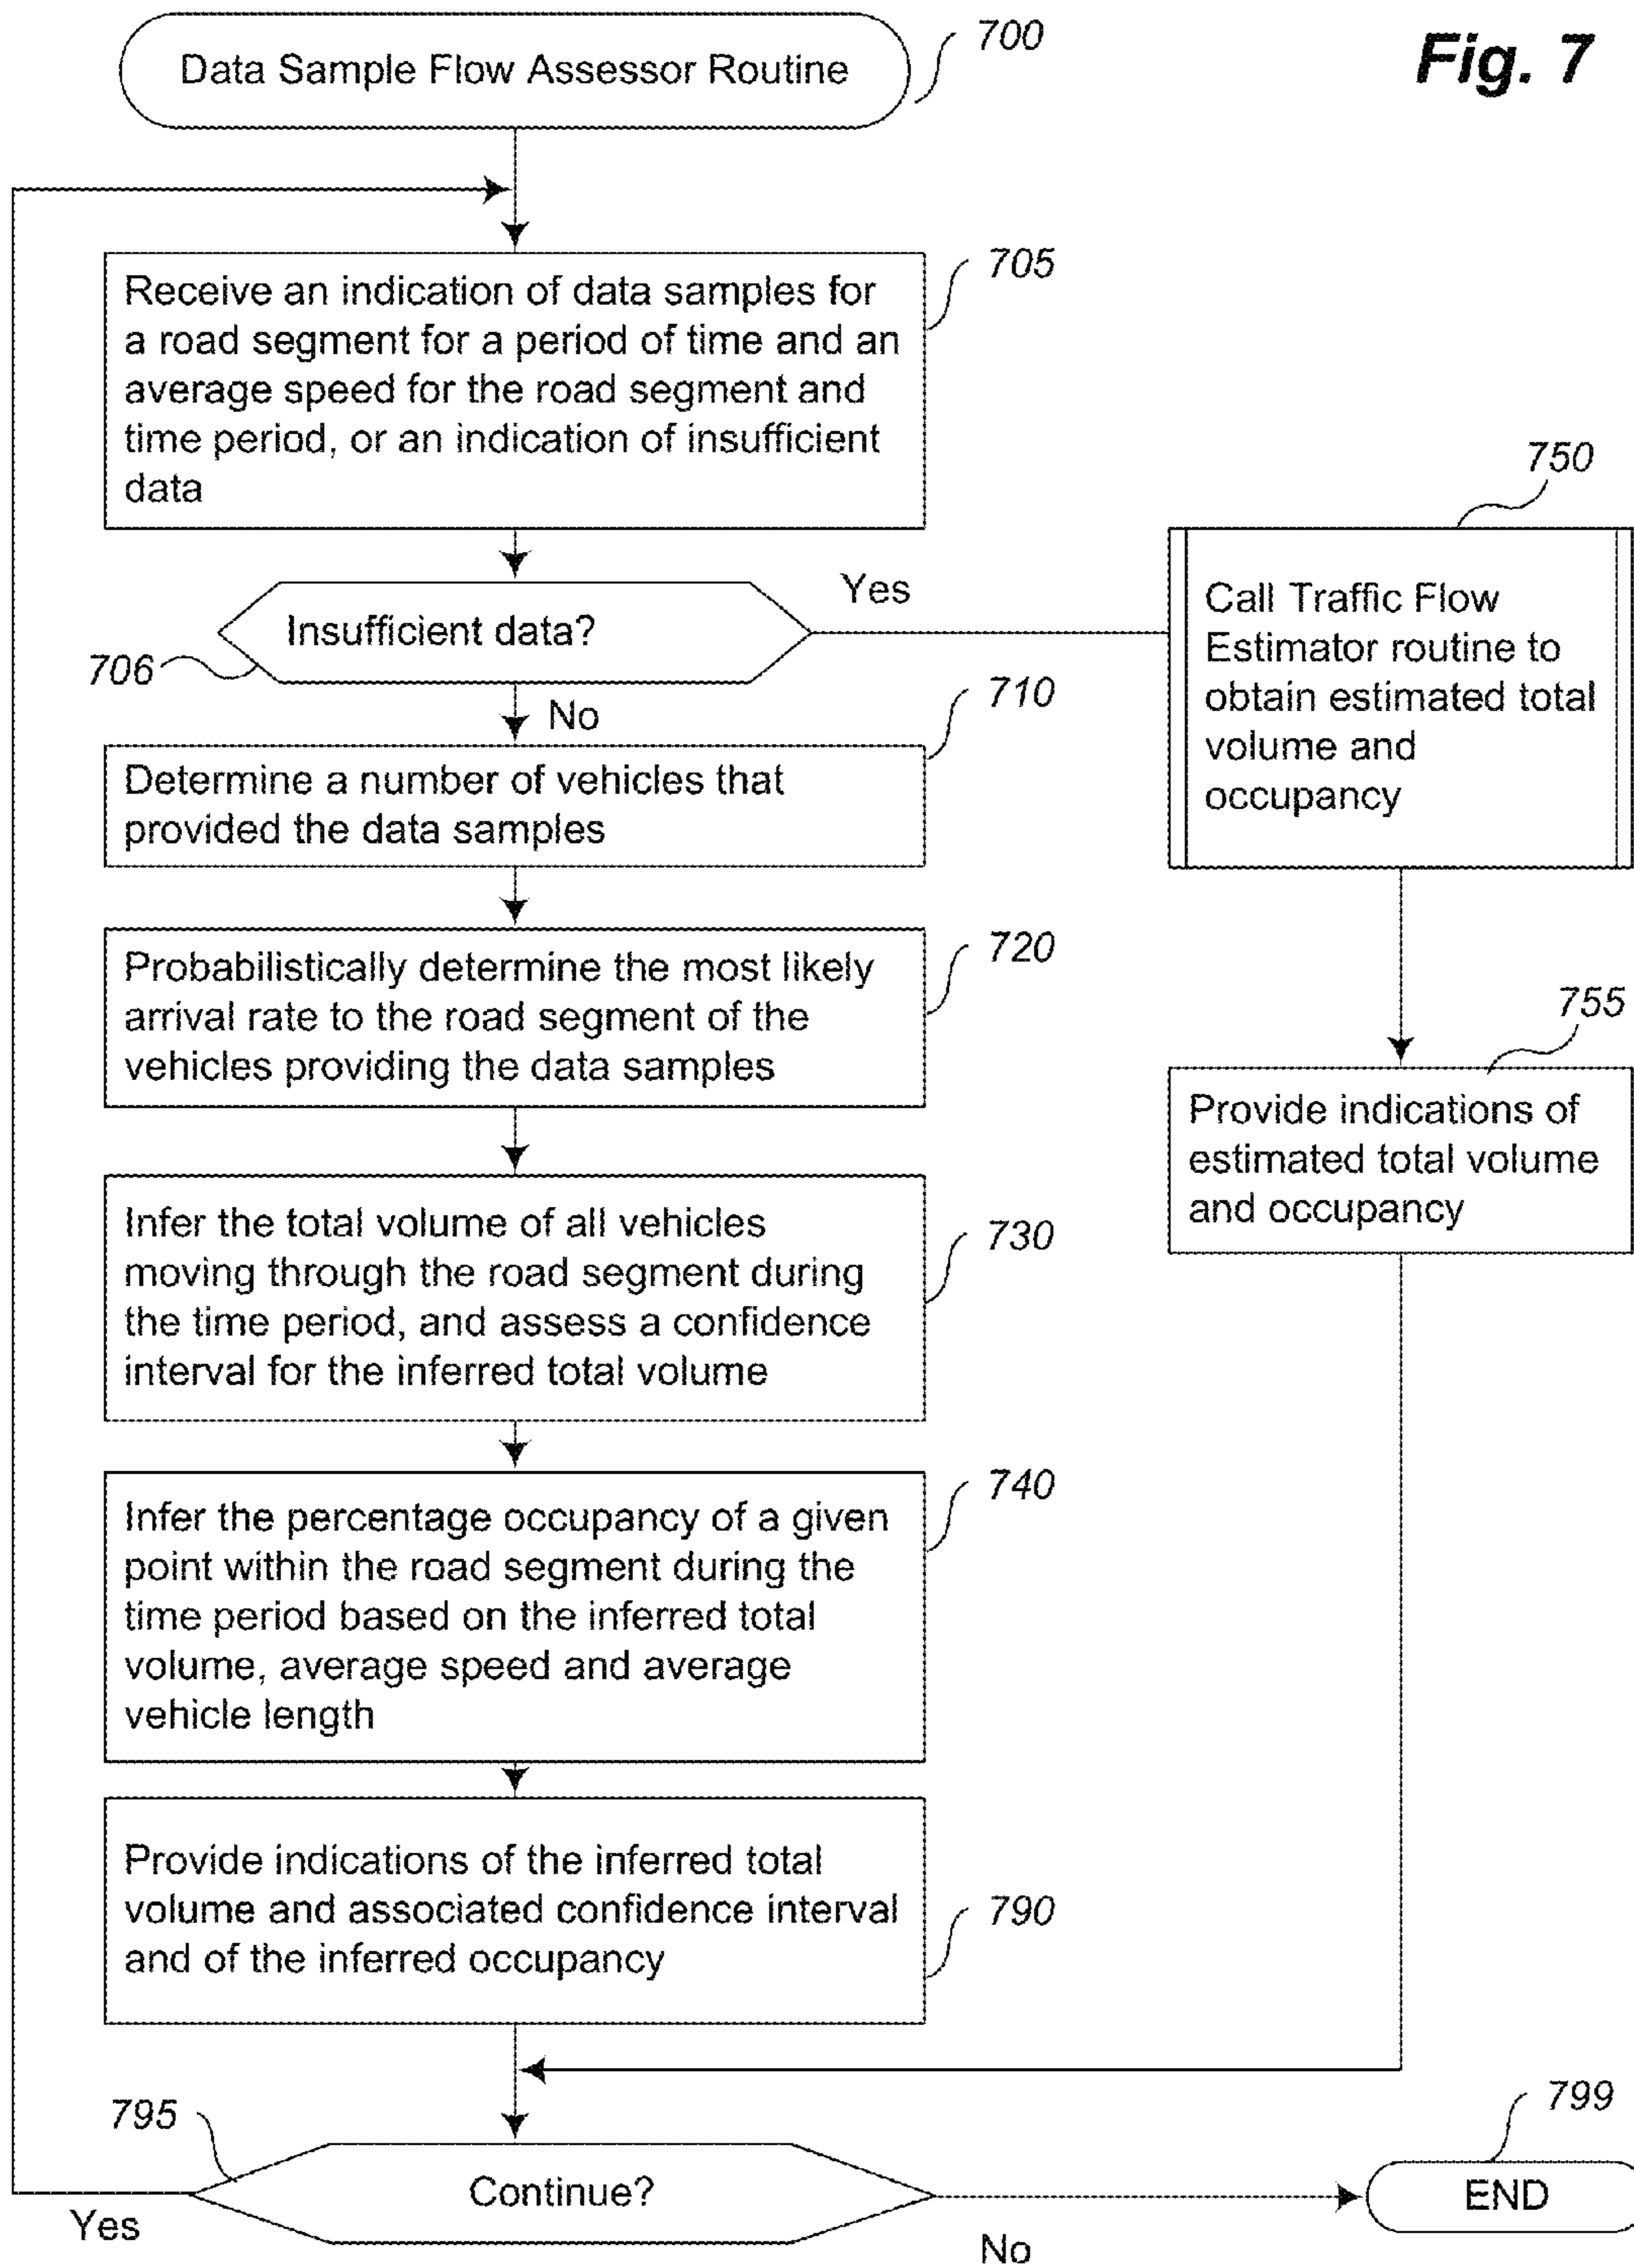 Fig. 7
Data Sample Flow Assessor Routine
700
Receive an indication of data samples for
a road segment for a period of time and an
average speed for the road segment and
time period, or an indication of insufficient
data
705
Insufficient data?
706
Yes
No
750
Call Traffic Flow
Estimator routine to
obtain estimated total
volume and
occupancy
710
Determine a number of vehicles that
provided the data samples
720
Probabilistically determine the most likely
arrival rate to the road segment of the
vehicles providing the data samples
755
Provide indications of
estimated total volume
and occupancy
730
Infer the total volume of all vehicles
moving through the road segment during
the time period, and assess a confidence
interval for the inferred total volume
740
Infer the percentage occupancy of a given
point within the road segment during the
time period based on the inferred total
volume, average speed and average
vehicle length
Provide indications of the inferred total
volume and associated confidence interval
and of the inferred occupancy
790
795
Continue?
Yes
No
799
END